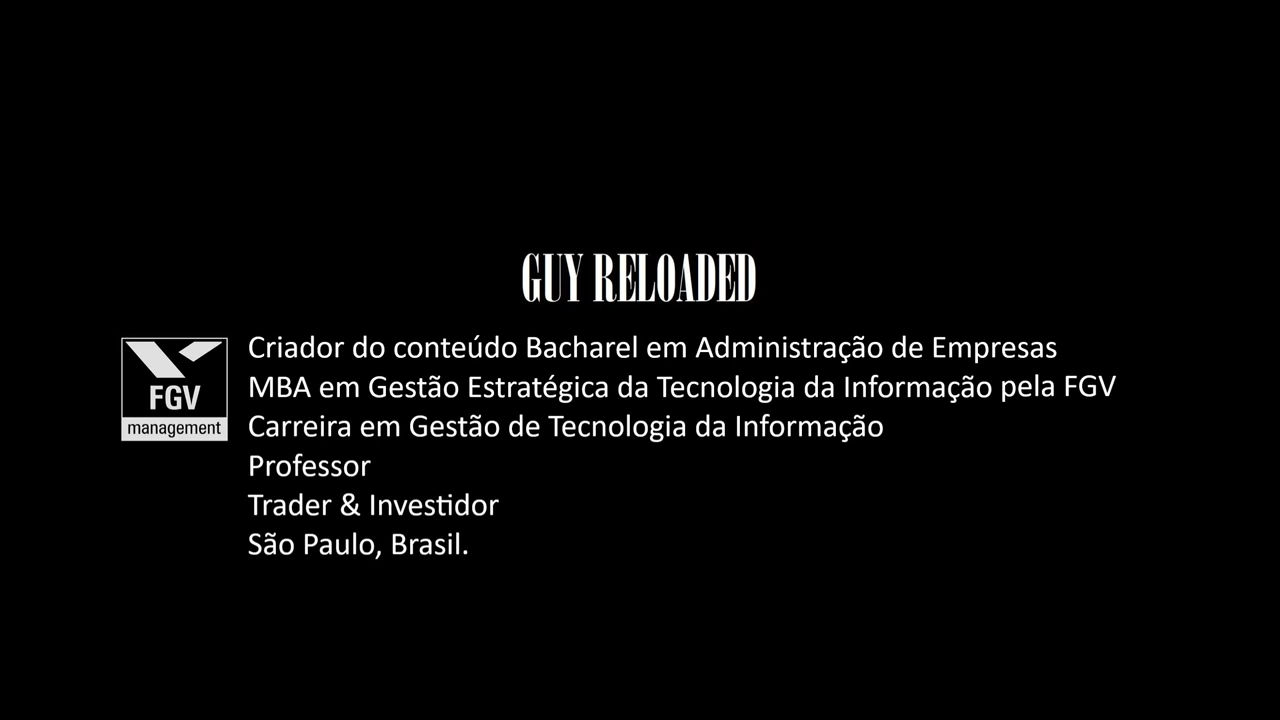 GUY RELOADED
Criador do conteúdo Bacharel em Administração de Empresas
MBA em Gestão Estratégica da Tecnologia da Informação pela FGV
Carreira em Gestão de Tecnologia da Informação
Professor
Trader & Investidor
São Paulo, Brasil.
FGV
management